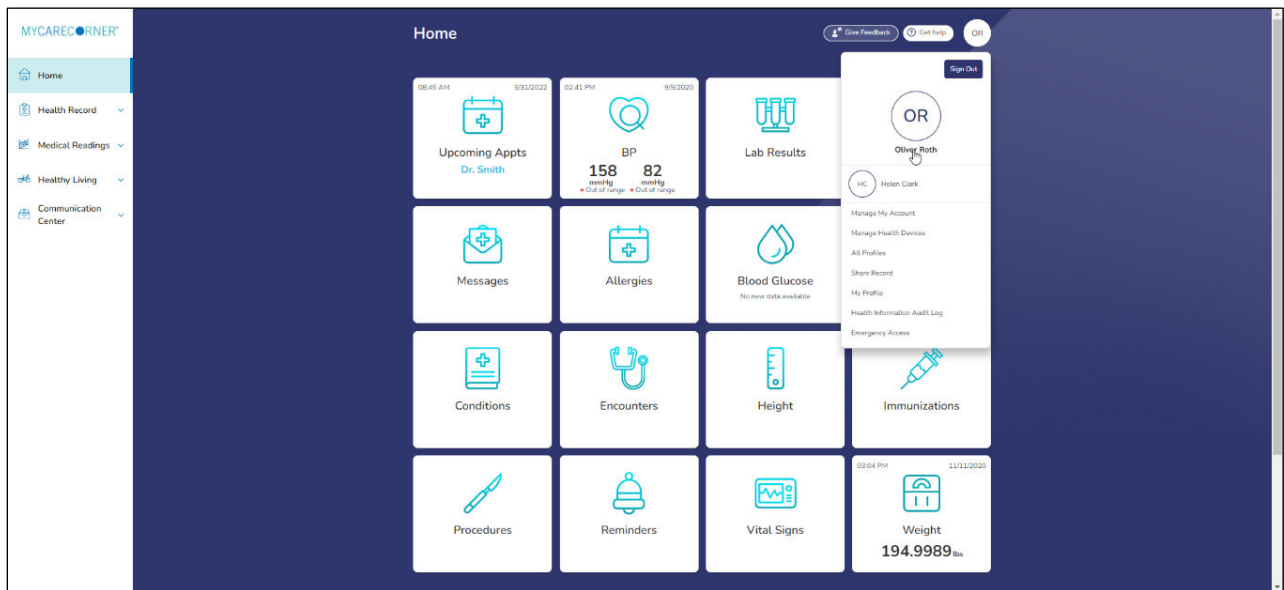 MYCARECORNER™
Home
Health Record
Medical Readings
Healthy Living
Communication
Center
Home
Give Feedback
Get help
OR
Sign Out
OR
Oliver Roth
HC Helen Clark
Manage My Account
Manage Health Devices
All Profiles
Share Record
My Profile
Health Information Audit Log
Emergency Access
08:45 AM 3/31/2022
Upcoming Appts
Dr. Smith
02:41 PM 9/9/2020
BP
158 82
mmHg mmHg
Out of range Out of range
Lab Results
Messages
Allergies
Blood Glucose
No new data available
Conditions
Encounters
Height
Immunizations
Procedures
Reminders
Vital Signs
03:04 PM 11/11/2020
Weight
194.9989 lbs